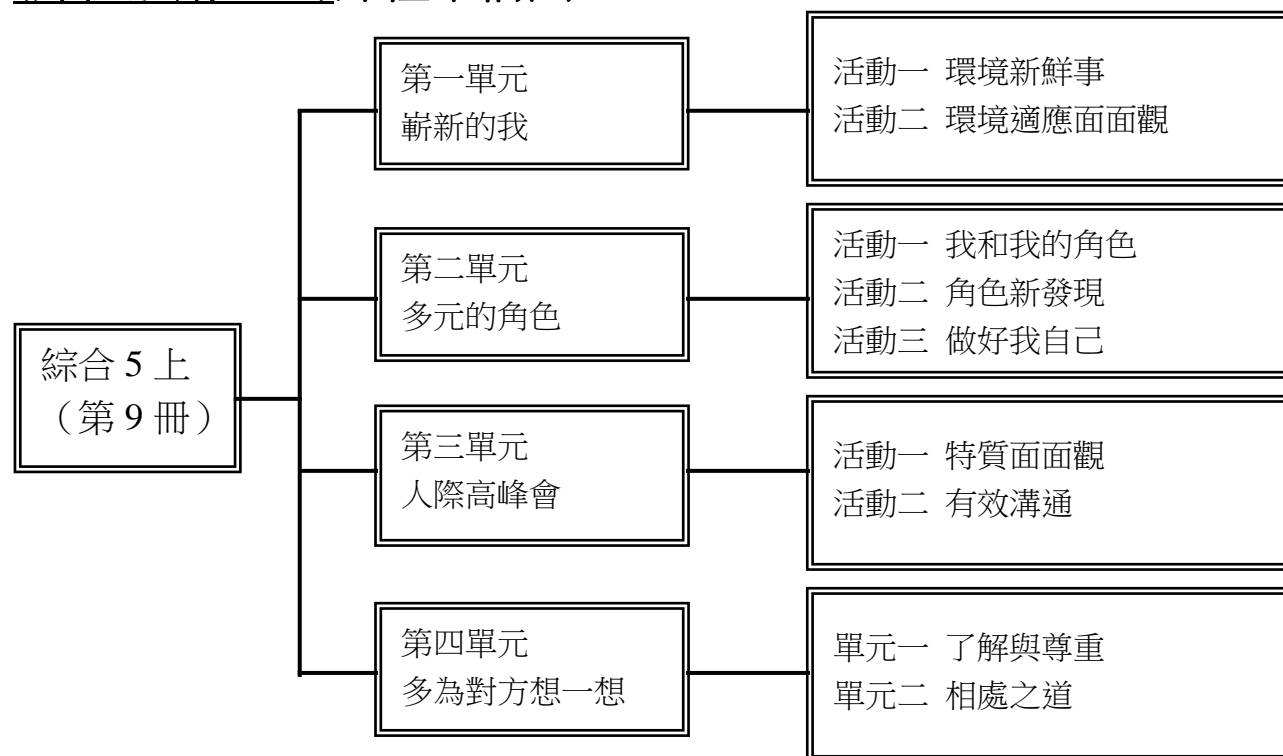 綜合 5 上
（第 9 冊）
第一單元
嶄新的我
活動一 環境新鮮事
活動二 環境適應面面觀
第二單元
多元的角色
活動一 我和我的角色
活動二 角色新發現
活動三 做好我自己
第三單元
人際高峰會
活動一 特質面面觀
活動二 有效溝通
第四單元
多為對方想一想
單元一 了解與尊重
單元二 相處之道